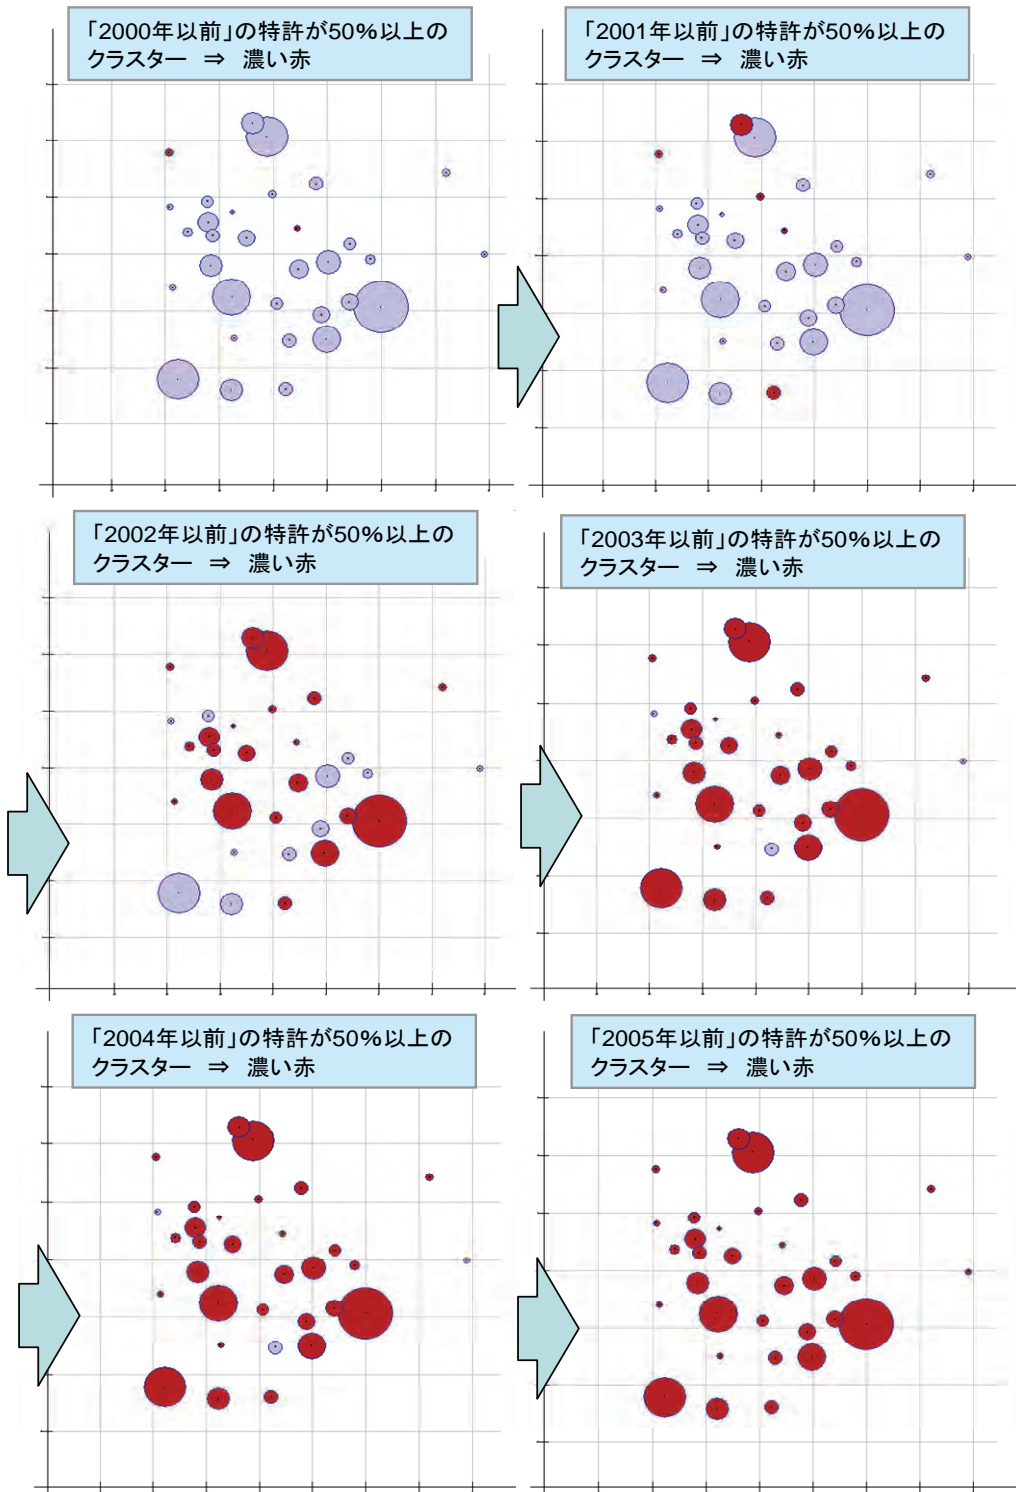 「2000年以前」の特許が50%以上の
クラスター ⇒ 濃い赤
「2001年以前」の特許が50%以上の
クラスター ⇒ 濃い赤
「2002年以前」の特許が50%以上の
クラスター ⇒ 濃い赤
「2003年以前」の特許が50%以上の
クラスター ⇒ 濃い赤
「2004年以前」の特許が50%以上の
クラスター ⇒ 濃い赤
「2005年以前」の特許が50%以上の
クラスター ⇒ 濃い赤